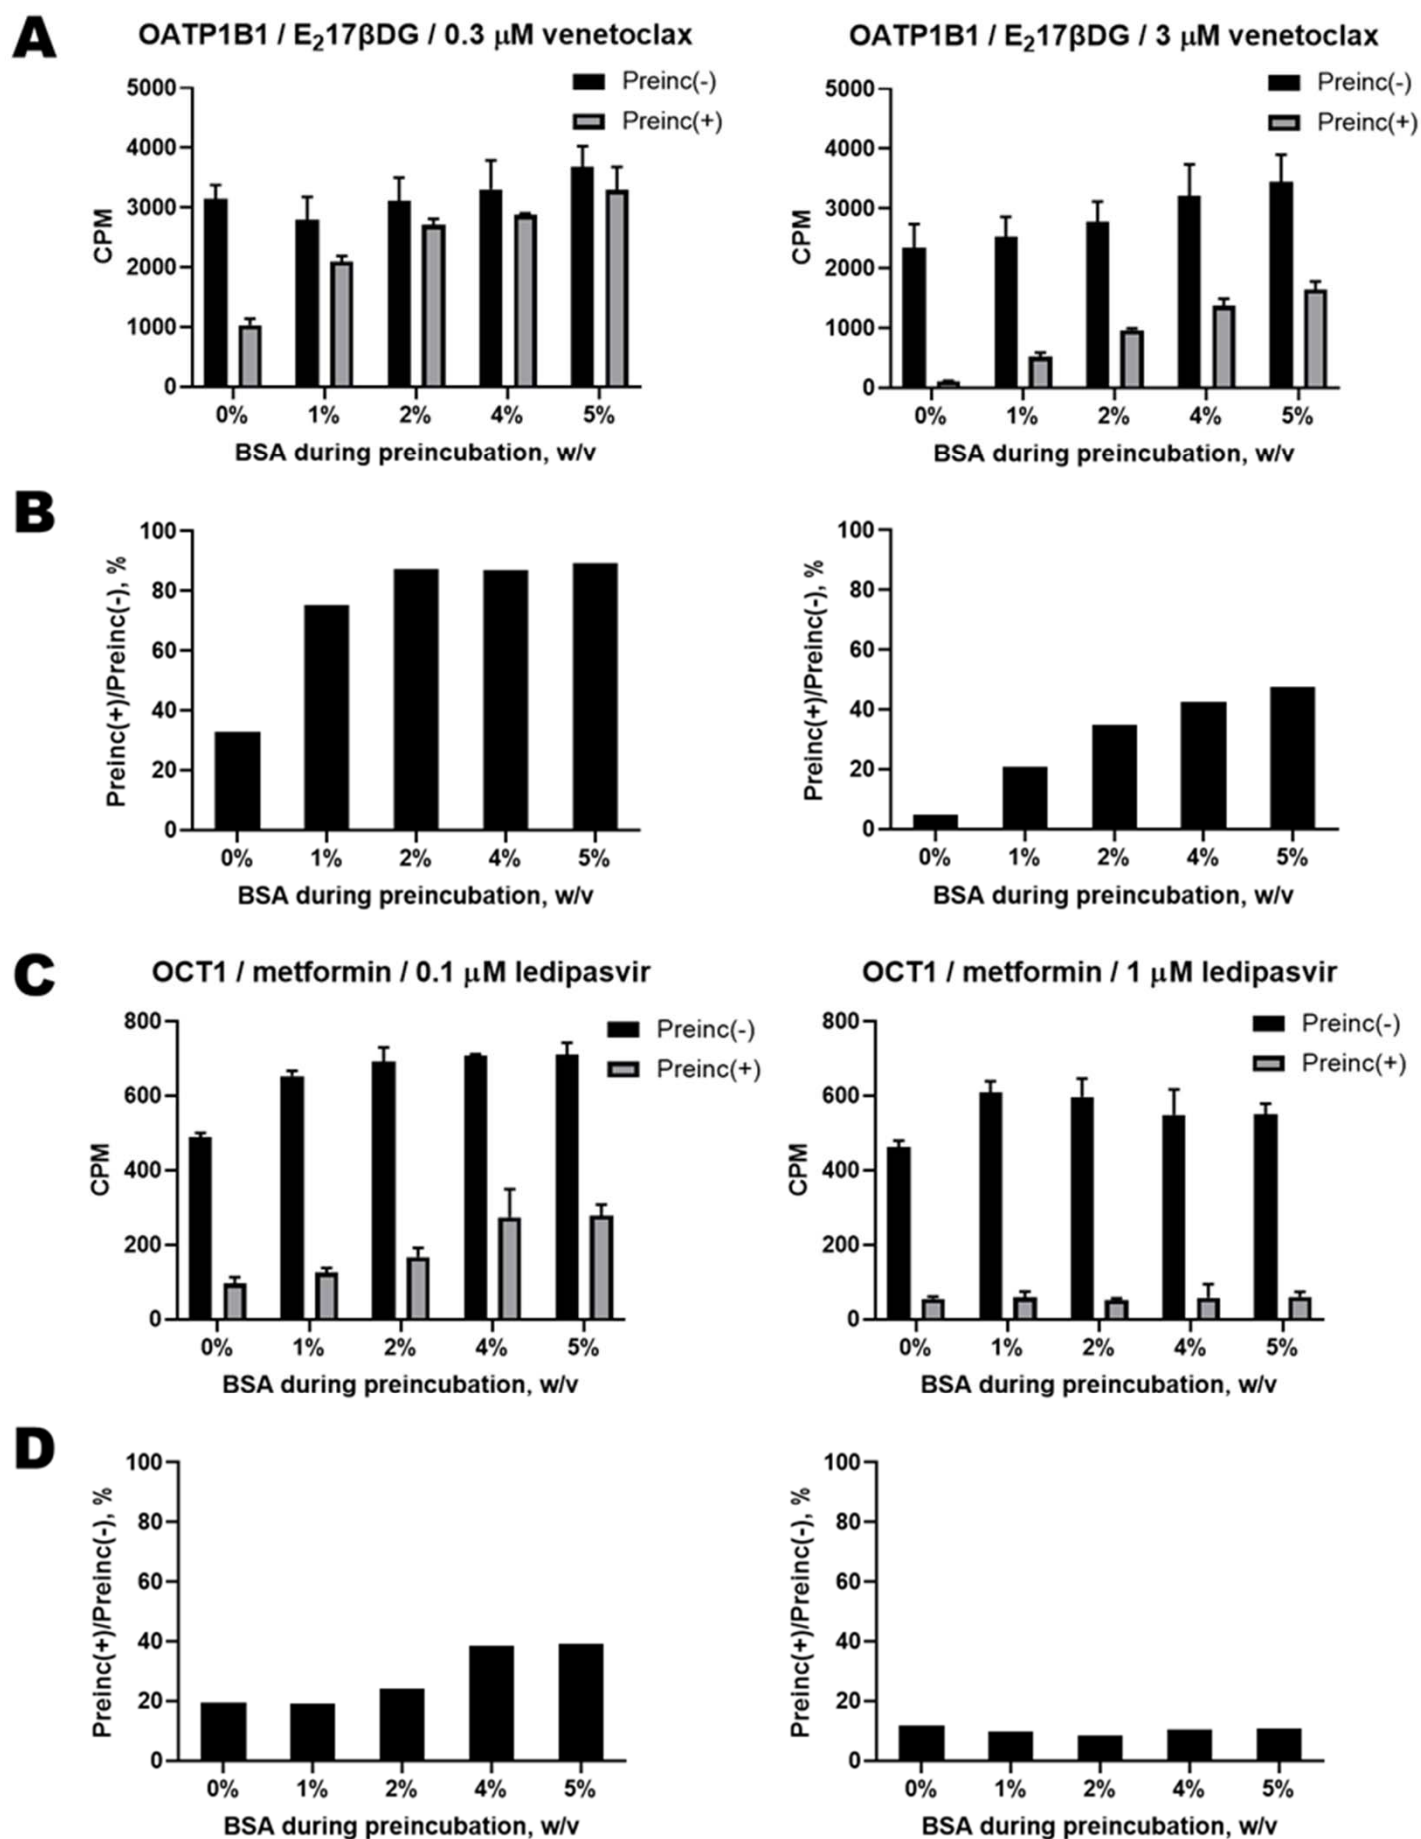 A
OATP1B1 / E₂17βDG / 0.3 μM venetoclax
Preinc(-)
Preinc(+)
5000
4000
3000
2000
1000
0
CPM
0% 1% 2% 4% 5%
BSA during preincubation, w/v
OATP1B1 / E₂17βDG / 3 μM venetoclax
Preinc(-)
Preinc(+)
5000
4000
3000
2000
1000
0
CPM
0% 1% 2% 4% 5%
BSA during preincubation, w/v
B
100
80
60
40
20
0
Preinc(+)/Preinc(-), %
0% 1% 2% 4% 5%
BSA during preincubation, w/v
100
80
60
40
20
0
Preinc(+)/Preinc(-), %
0% 1% 2% 4% 5%
BSA during preincubation, w/v
C
OCT1 / metformin / 0.1 μM ledipasvir
Preinc(-)
Preinc(+)
800
600
400
200
0
CPM
0% 1% 2% 4% 5%
BSA during preincubation, w/v
OCT1 / metformin / 1 μM ledipasvir
Preinc(-)
Preinc(+)
800
600
400
200
0
CPM
0% 1% 2% 4% 5%
BSA during preincubation, w/v
D
100
80
60
40
20
0
Preinc(+)/Preinc(-), %
0% 1% 2% 4% 5%
BSA during preincubation, w/v
100
80
60
40
20
0
Preinc(+)/Preinc(-), %
0% 1% 2% 4% 5%
BSA during preincubation, w/v